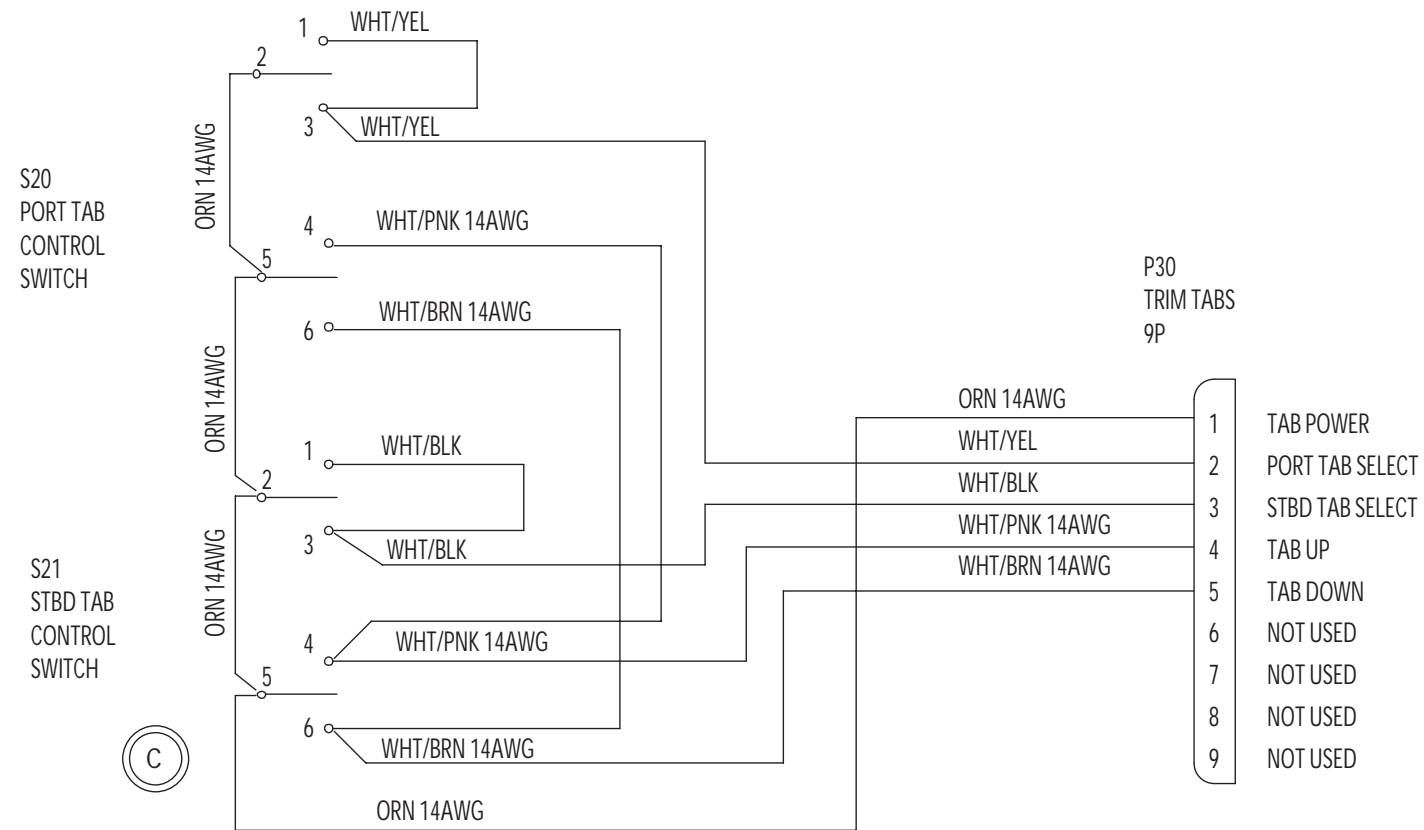 1
WHT/YEL
2
3
WHT/YEL
ORN 14AWG
S20
PORT TAB
CONTROL
SWITCH
4
WHT/PNK 14AWG
5
6
WHT/BRN 14AWG
ORN 14AWG
1
WHT/BLK
2
3
WHT/BLK
ORN 14AWG
S21
STBD TAB
CONTROL
SWITCH
4
WHT/PNK 14AWG
5
6
WHT/BRN 14AWG
C
ORN 14AWG
P30
TRIM TABS
9P
ORN 14AWG
1 TAB POWER
WHT/YEL
2 PORT TAB SELECT
WHT/BLK
3 STBD TAB SELECT
WHT/PNK 14AWG
4 TAB UP
WHT/BRN 14AWG
5 TAB DOWN
6 NOT USED
7 NOT USED
8 NOT USED
9 NOT USED